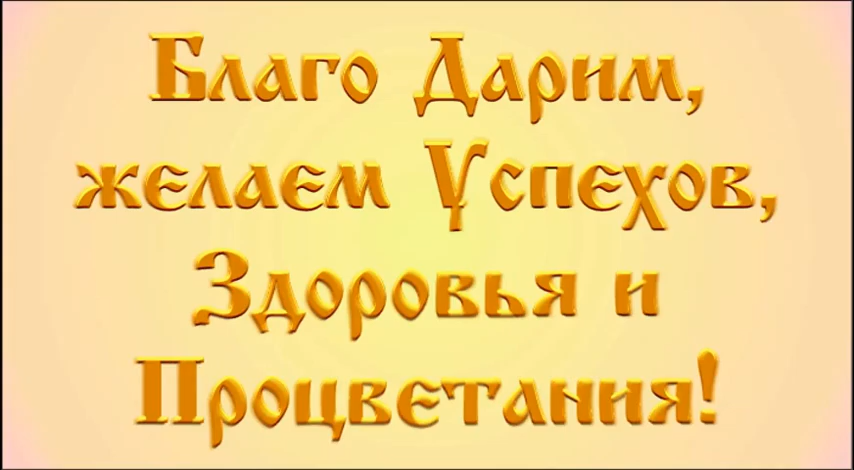 Благо Дарим,
желаем Успехов,
Здоровья и
Процветания!